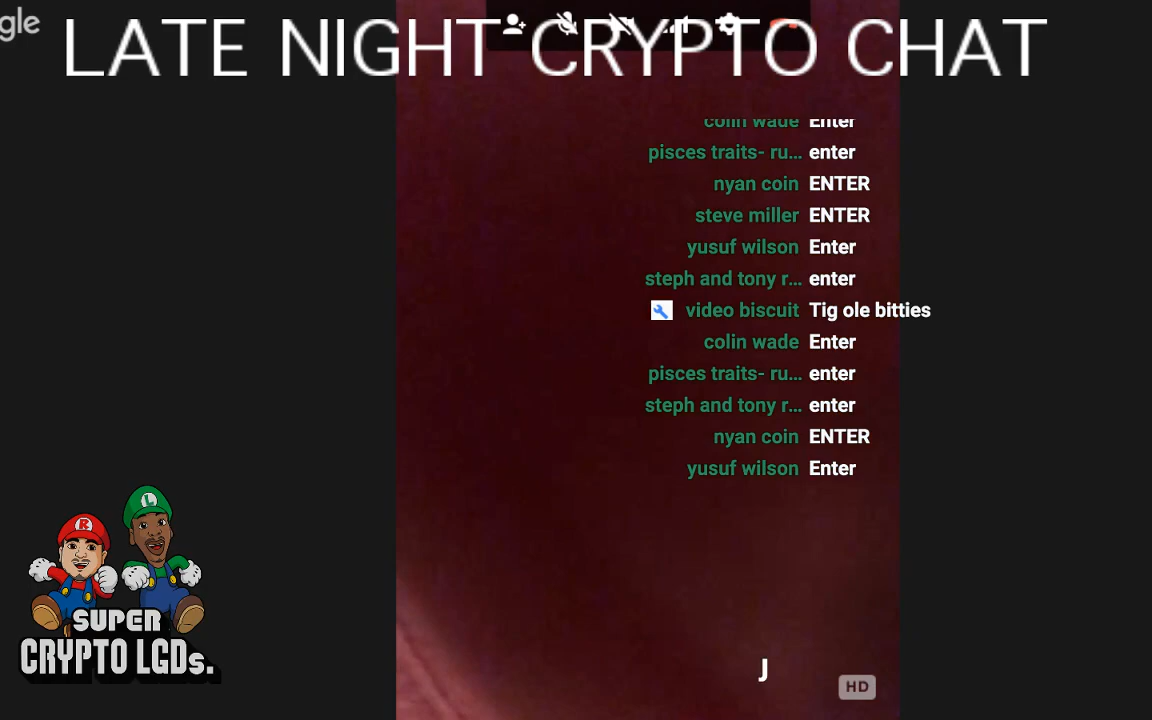 gle
LATE NIGHT CRYPTO CHAT
colin wade Enter
pisces traits- ru... enter
nyan coin ENTER
steve miller ENTER
yusuf wilson Enter
steph and tony r... enter
video biscuit Tig ole bitties
colin wade Enter
pisces traits- ru... enter
steph and tony r... enter
nyan coin ENTER
yusuf wilson Enter
R
L
SUPER
CRYPTO LGDs.
J
HD